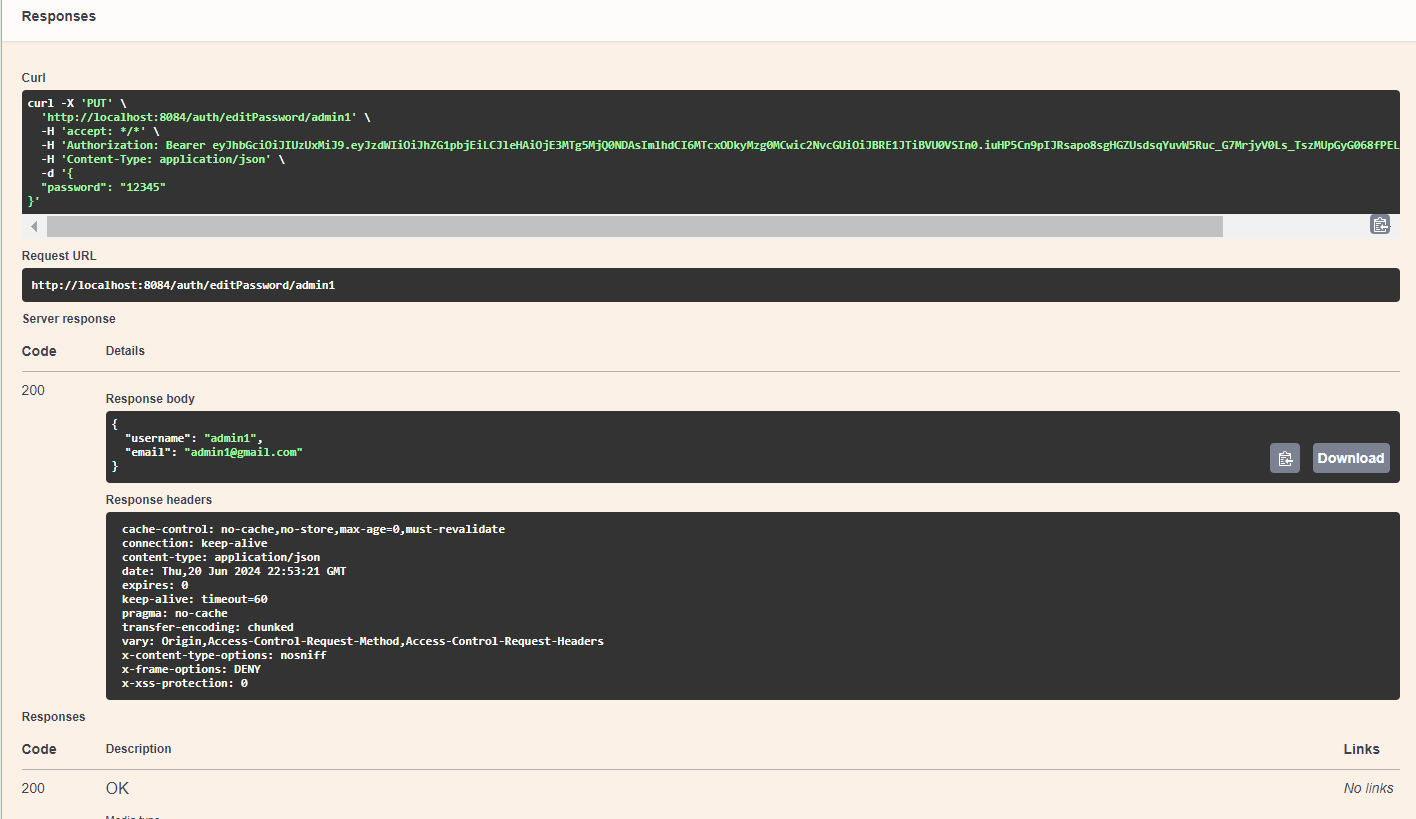 Responses
Curl
curl -X 'PUT' \
'http://localhost:8084/auth/editPassword/admin1' \
-H 'accept: */*' \
-H 'Authorization: Bearer eyJhbGciOiJIUzUxMiJ9.eyJzdWIiOiJhZG1pbjEiLCJleHAiOjE3MTg5MjQ0NDAsImlhdCI6MTcxODkyMzg0MCwic2NvcGUiOiJBRE1JTiBVU0VSIn0.iuHP5Cn9pIJRsapo8sgHGZUsdsqYuvW5Ruc_G7MrjyV0Ls_TszMUpGyG068fPEL
-H 'Content-Type: application/json' \
-d '{
"password": "12345"
}'
Request URL
http://localhost:8084/auth/editPassword/admin1
Server response
Code Details
200
Response body
{
"username": "admin1",
"email": "admin1@gmail.com"
}
Download
Response headers
cache-control: no-cache,no-store,max-age=0,must-revalidate
connection: keep-alive
content-type: application/json
date: Thu,20 Jun 2024 22:53:21 GMT
expires: 0
keep-alive: timeout=60
pragma: no-cache
transfer-encoding: chunked
vary: Origin,Access-Control-Request-Method,Access-Control-Request-Headers
x-content-type-options: nosniff
x-frame-options: DENY
x-xss-protection: 0
Responses
Code Description Links
200 OK No links
Media type